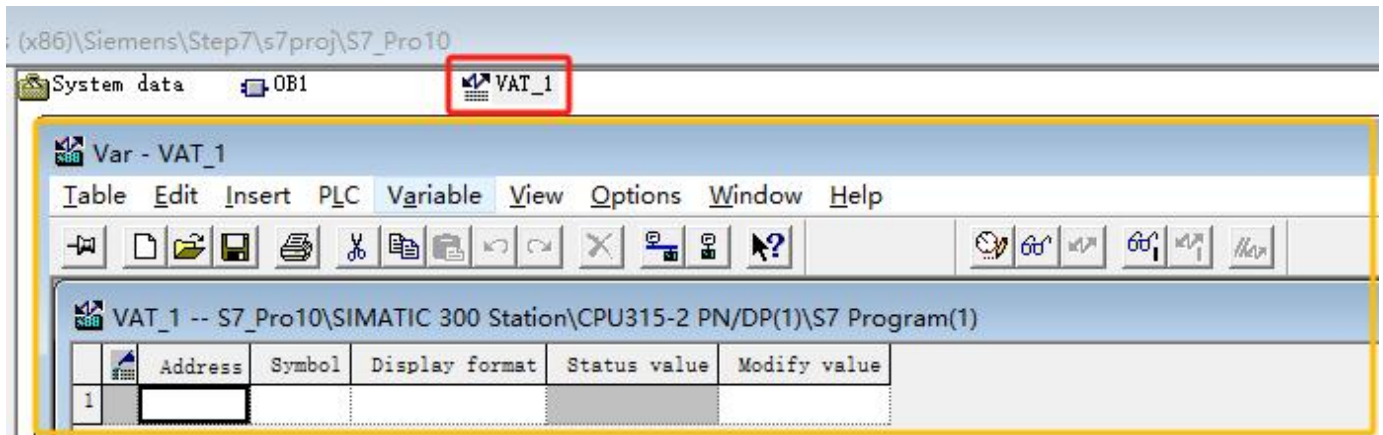 (x86)\Siemens\Step7\s7proj\S7_Pro10
System data OB1 VAT_1
Var - VAT_1
Table Edit Insert PLC Variable View Options Window Help
VAT_1 -- S7_Pro10\SIMATIC 300 Station\CPU315-2 PN/DP(1)\S7 Program(1)
Address Symbol Display format Status value Modify value
1